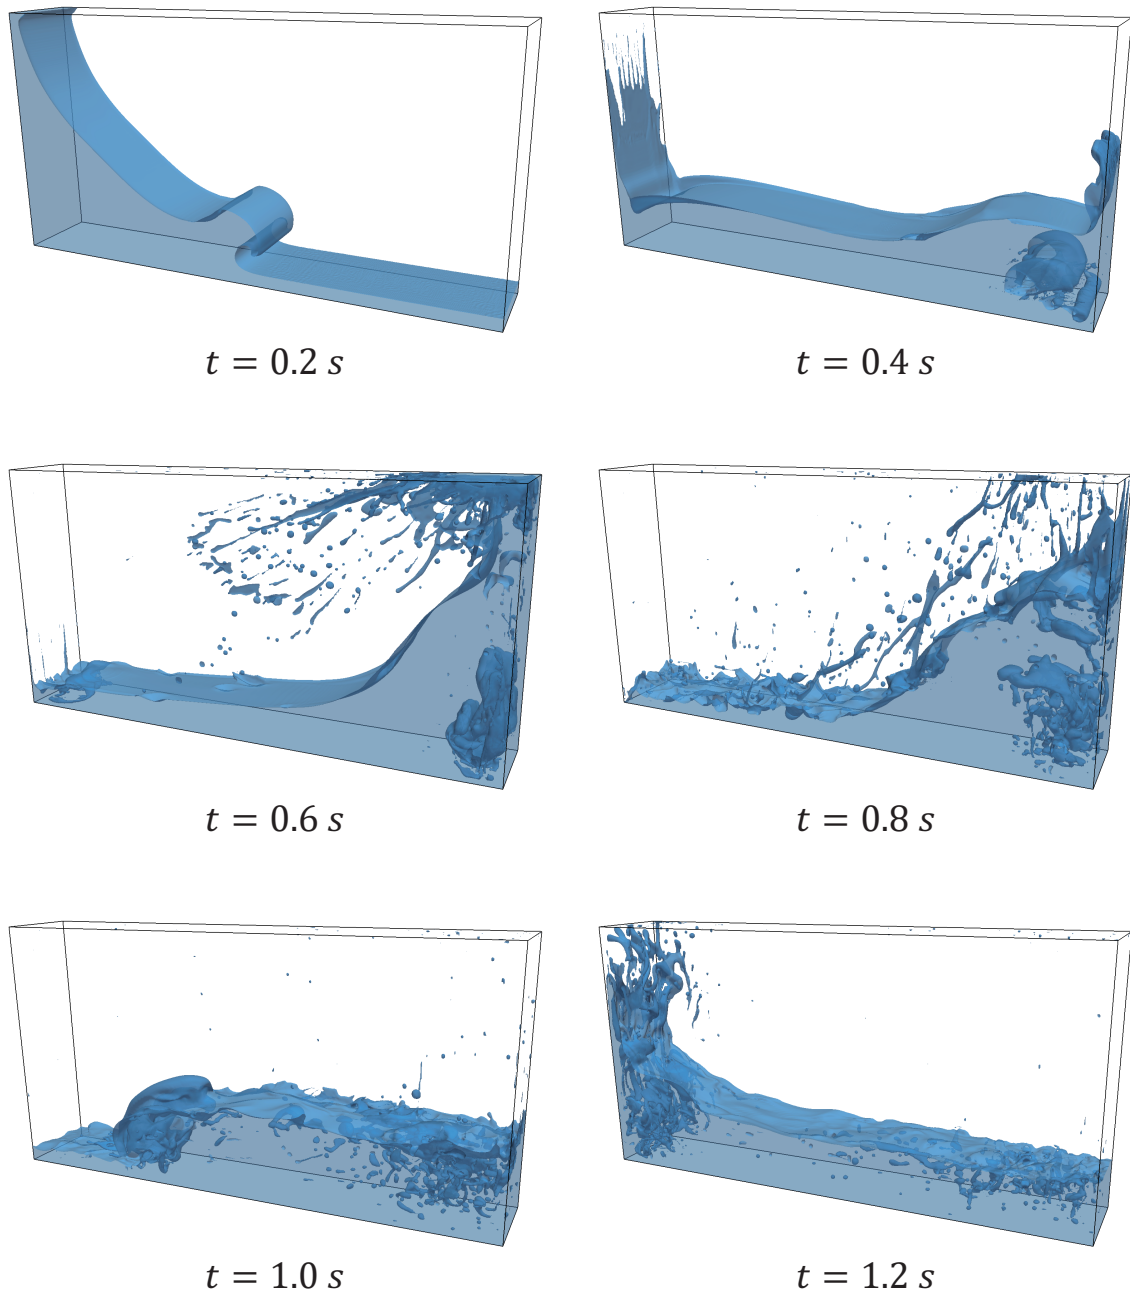 t = 0.2 s
t = 0.4 s
t = 0.6 s
t = 0.8 s
t = 1.0 s
t = 1.2 s